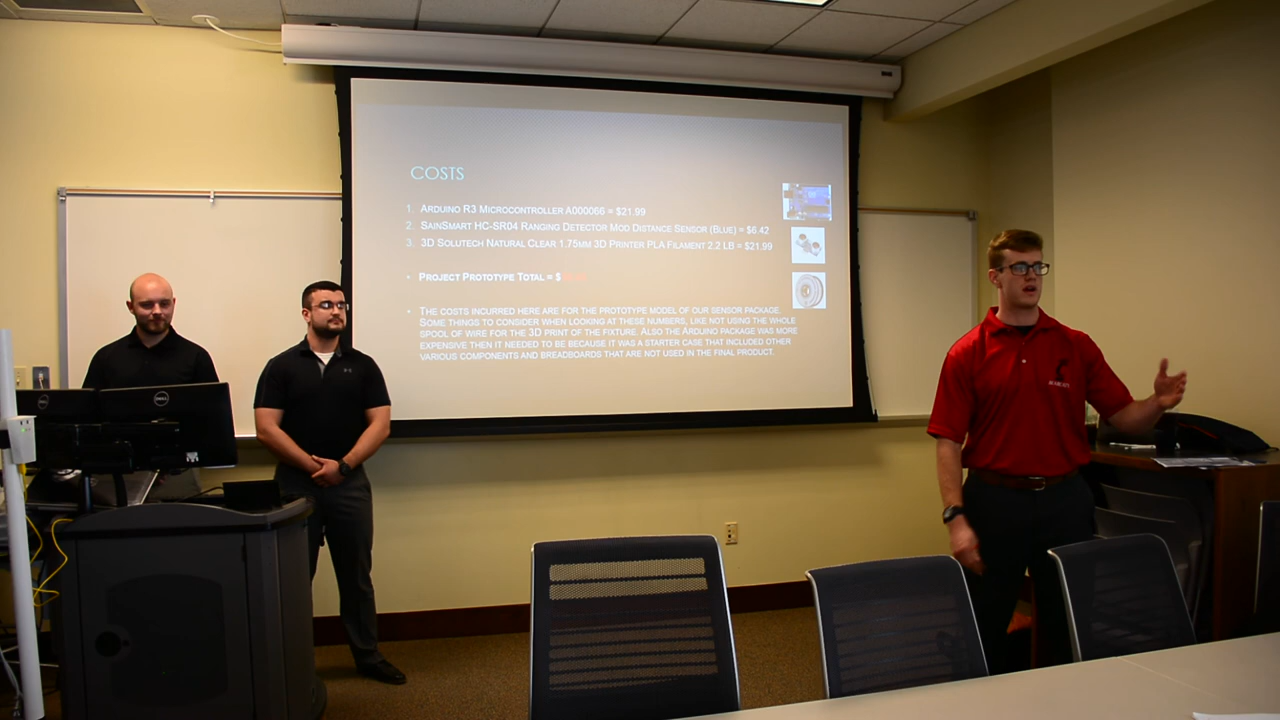 COSTS
1. ARDUINO R3 MICROCONTROLLER A000066 = $21.99
2. SAINSMART HC-SR04 RANGING DETECTOR MOD DISTANCE SENSOR (BLUE) = $6.42
3. 3D SOLUTECH NATURAL CLEAR 1.75MM 3D PRINTER PLA FILAMENT 2.2 LB = $21.99
• PROJECT PROTOTYPE TOTAL = $
• THE COSTS INCURRED HERE ARE FOR THE PROTOTYPE MODEL OF OUR SENSOR PACKAGE.
SOME THINGS TO CONSIDER WHEN LOOKING AT THESE NUMBERS, LIKE NOT USING THE WHOLE
SPOOL OF WIRE FOR THE 3D PRINT OF THE FIXTURE. ALSO THE ARDUINO PACKAGE WAS MORE
EXPENSIVE THEN IT NEEDED TO BE BECAUSE IT WAS A STARTER CASE THAT INCLUDED OTHER
VARIOUS COMPONENTS AND BREADBOARDS THAT ARE NOT USED IN THE FINAL PRODUCT.
DELL